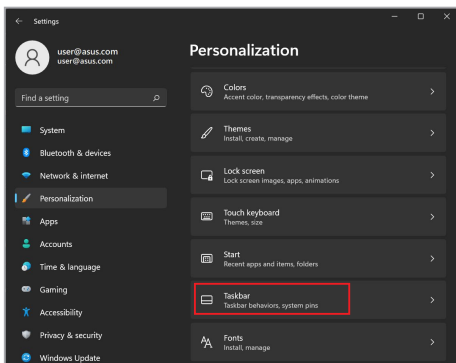 Settings
user@asus.com
user@asus.com
Find a setting
System
Bluetooth & devices
Network & internet
Personalization
Apps
Accounts
Time & language
Gaming
Accessibility
Privacy & security
Windows Update
Personalization
Colors
Accent color, transparency effects, color theme
Themes
Install, create, manage
Lock screen
Lock screen images, apps, animations
Touch keyboard
Themes, size
Start
Recent apps and items, folders
Taskbar
Taskbar behaviors, system pins
Fonts
Install, manage